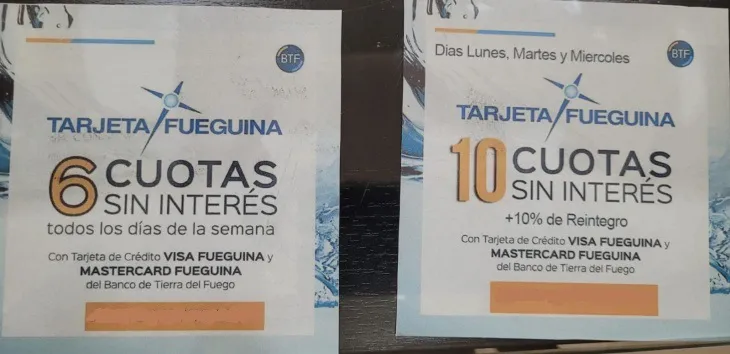 BTF
TARJETA FUEGUINA
6 CUOTAS
SIN INTERÉS
todos los días de la semana
Con Tarjeta de Crédito VISA FUEGUINA y
MASTERCARD FUEGUINA
del Banco de Tierra del Fuego
Dias Lunes, Martes y Miercoles
BTF
TARJETA FUEGUINA
10 CUOTAS
SIN INTERÉS
+10% de Reintegro
Con Tarjeta de Crédito VISA FUEGUINA y
MASTERCARD FUEGUINA
del Banco de Tierra del Fuego